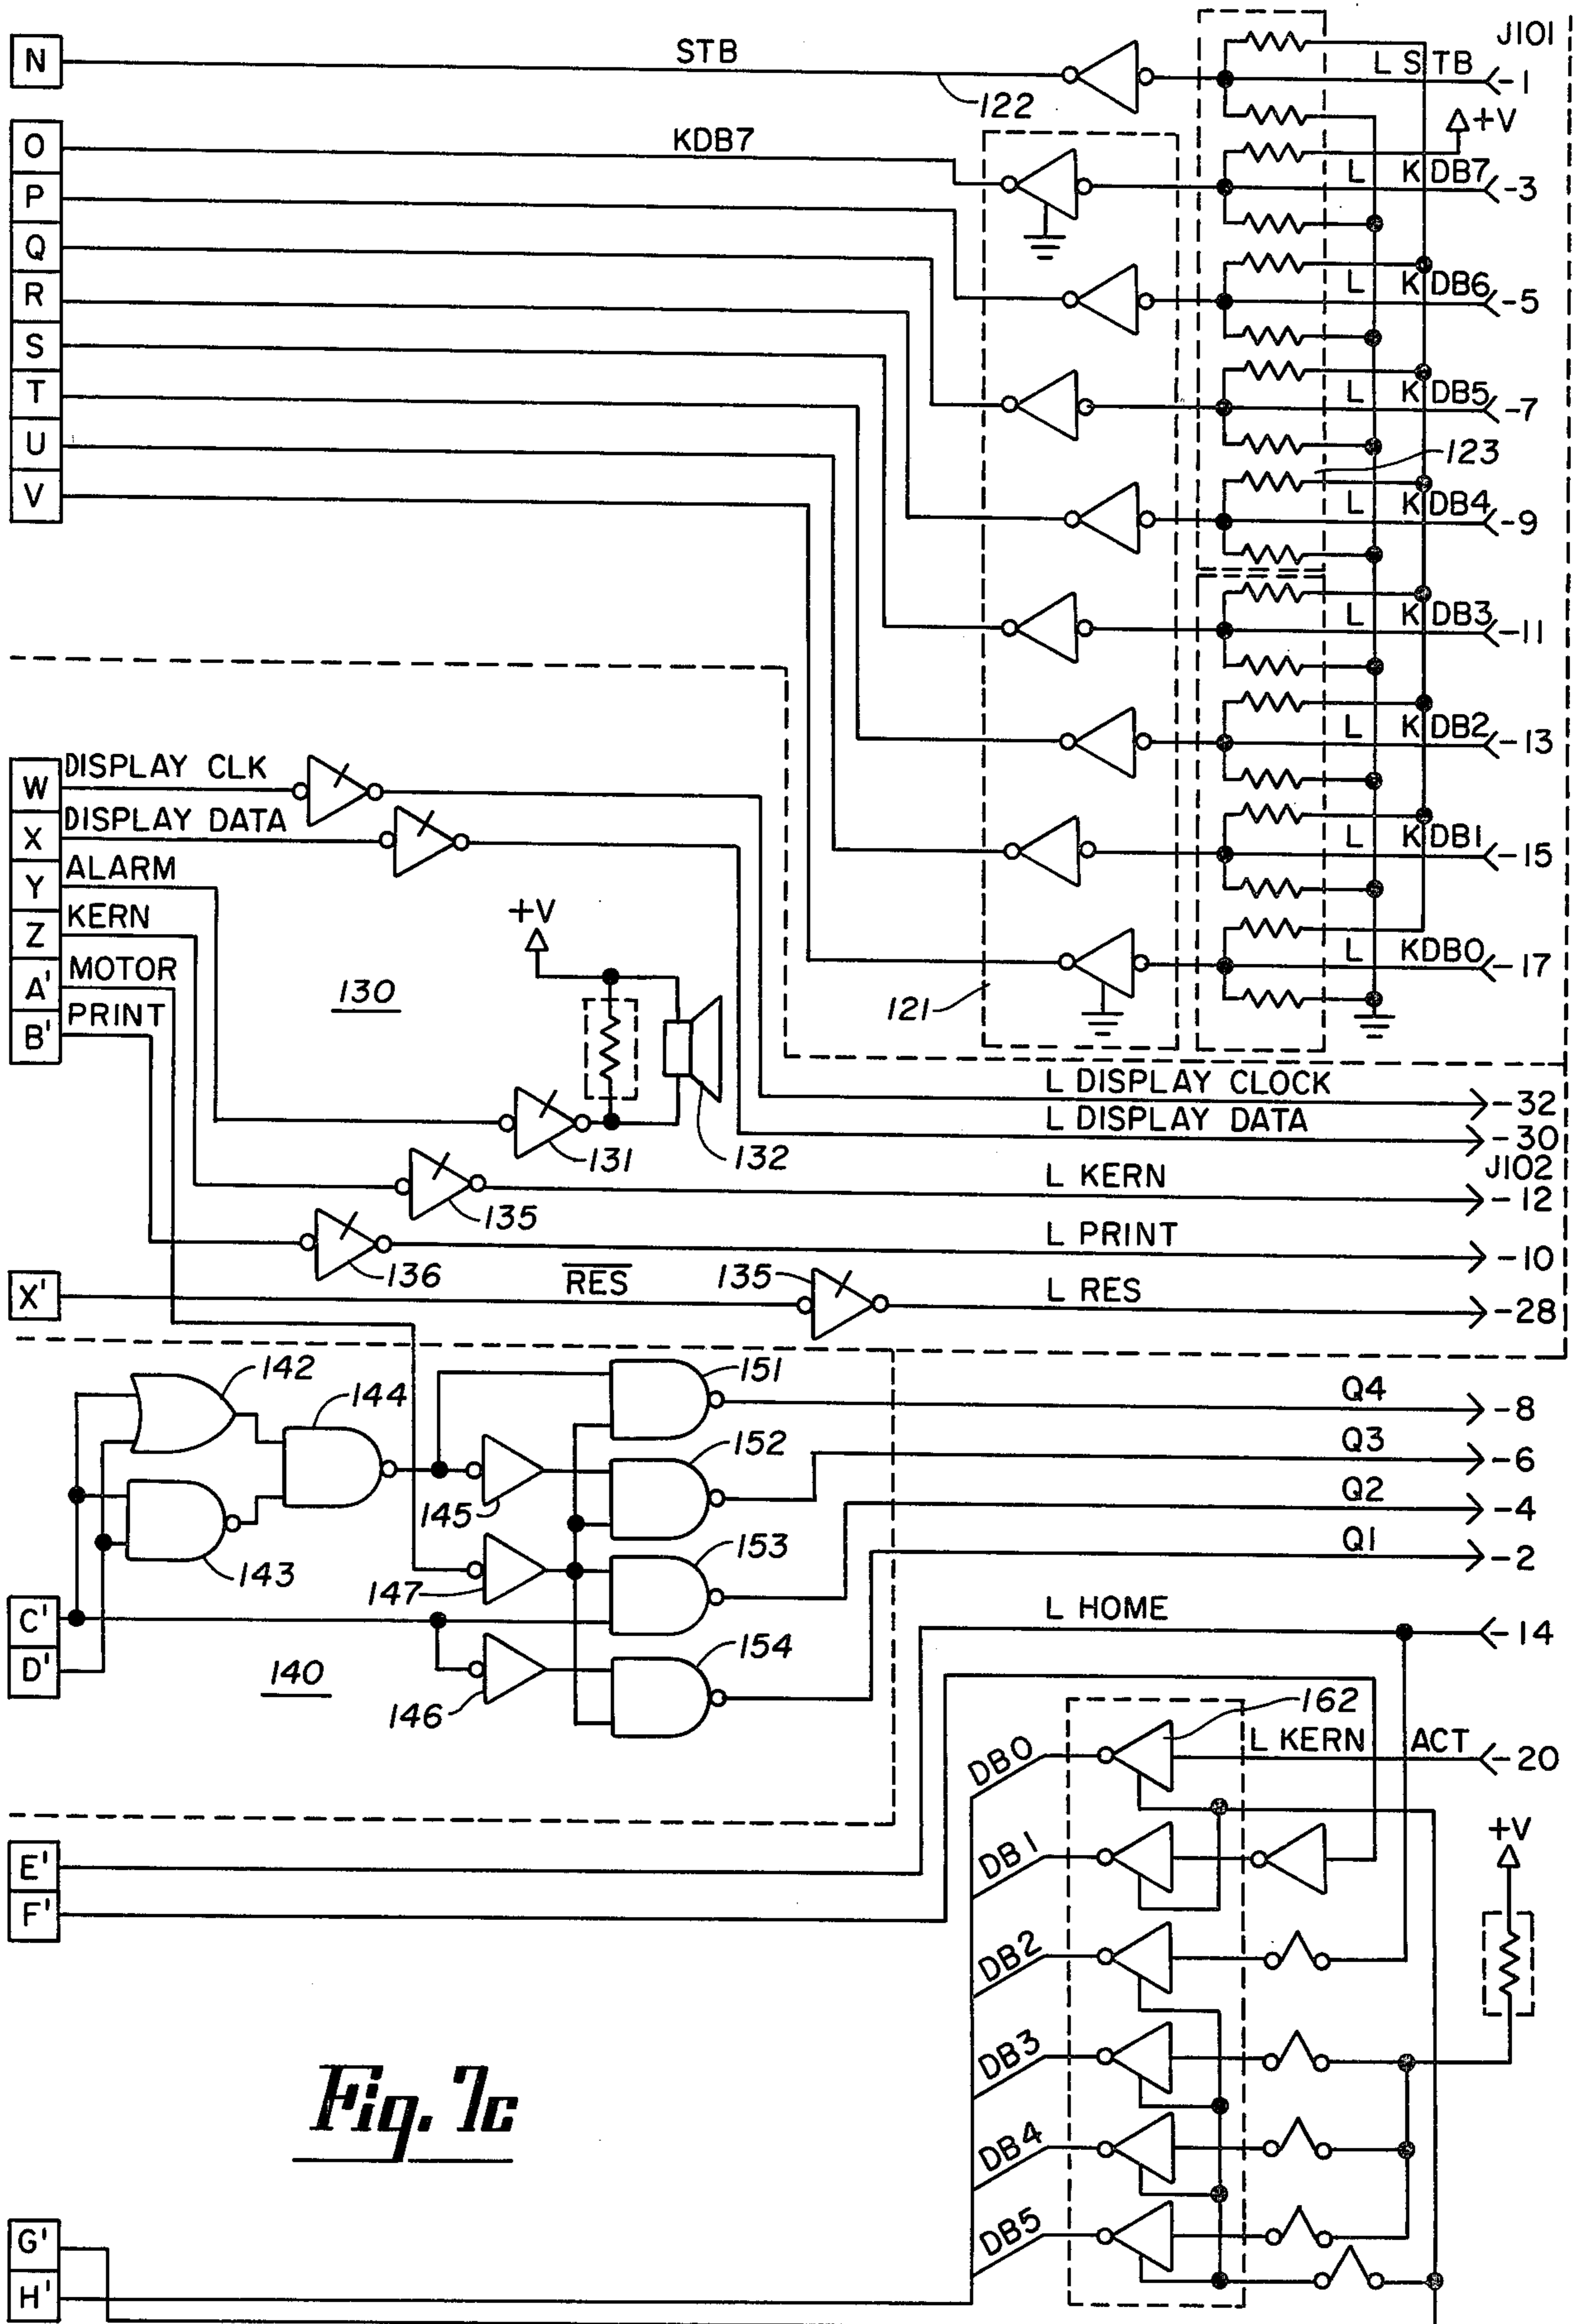 J101
N STB 122 L STB -1
+V
O KDB7 L KDB7 -3
P
Q L KDB6 -5
R
S L KDB5 -7
T
U 123
V L KDB4 -9
L KDB3 -11
L KDB2 -13
W DISPLAY CLK
X DISPLAY DATA
L KDB1 -15
Y ALARM
Z KERN +V
A' MOTOR 130 L KDB0 -17
B' PRINT 121
L DISPLAY CLOCK -32
L DISPLAY DATA -30
131 132 J102
L KERN -12
135
L PRINT -10
136
X' RES 135 L RES -28
142 144 151
Q4 -8
152 Q3 -6
145 Q2 -4
143 153 Q1 -2
147
C' L HOME -14
D' 140 154
146 162
DB0 L KERN ACT -20
+V
E' DB1
F'
DB2
DB3
Fig. 7c
DB4
DB5
G'
H'